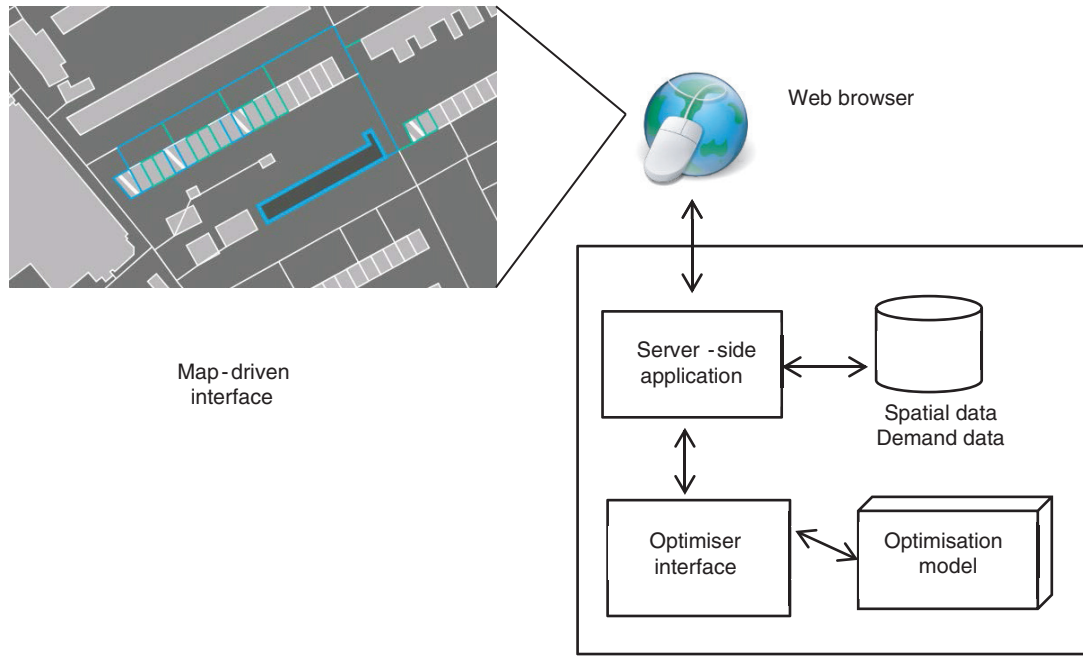 Web browser
Map-driven
interface
Server-side
application
Spatial data
Demand data
Optimiser
interface
Optimisation
model